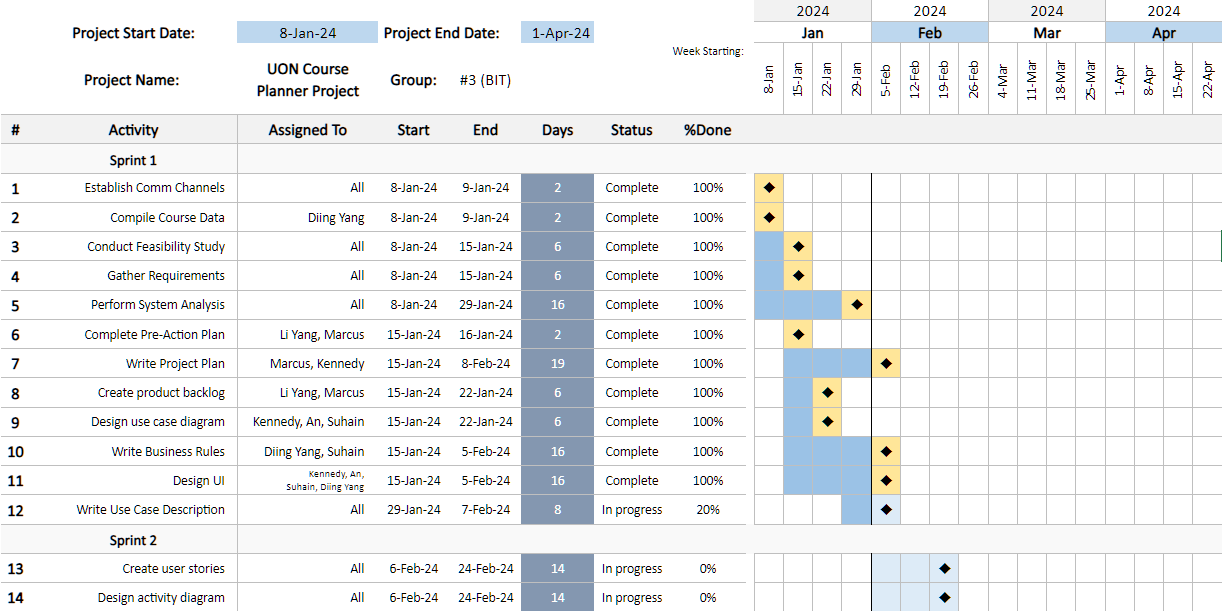 2024 2024 2024 2024
Project Start Date: 8-Jan-24 Project End Date: 1-Apr-24 Jan Feb Mar Apr
Week Starting:
Project Name: UON Course Planner Project Group: #3 (BIT) 8-Jan 15-Jan 22-Jan 29-Jan 5-Feb 12-Feb 19-Feb 26-Feb 4-Mar 11-Mar 18-Mar 25-Mar 1-Apr 8-Apr 15-Apr 22-Apr
# Activity Assigned To Start End Days Status %Done
Sprint 1
1 Establish Comm Channels All 8-Jan-24 9-Jan-24 2 Complete 100%
2 Compile Course Data Diing Yang 8-Jan-24 9-Jan-24 2 Complete 100%
3 Conduct Feasibility Study All 8-Jan-24 15-Jan-24 6 Complete 100%
4 Gather Requirements All 8-Jan-24 15-Jan-24 6 Complete 100%
5 Perform System Analysis All 8-Jan-24 29-Jan-24 16 Complete 100%
6 Complete Pre-Action Plan Li Yang, Marcus 15-Jan-24 16-Jan-24 2 Complete 100%
7 Write Project Plan Marcus, Kennedy 15-Jan-24 8-Feb-24 19 Complete 100%
8 Create product backlog Li Yang, Marcus 15-Jan-24 22-Jan-24 6 Complete 100%
9 Design use case diagram Kennedy, An, Suhain 15-Jan-24 22-Jan-24 6 Complete 100%
10 Write Business Rules Diing Yang, Suhain 15-Jan-24 5-Feb-24 16 Complete 100%
11 Design UI Kennedy, An, Suhain, Diing Yang 15-Jan-24 5-Feb-24 16 Complete 100%
12 Write Use Case Description All 29-Jan-24 7-Feb-24 8 In progress 20%
Sprint 2
13 Create user stories All 6-Feb-24 24-Feb-24 14 In progress 0%
14 Design activity diagram All 6-Feb-24 24-Feb-24 14 In progress 0%